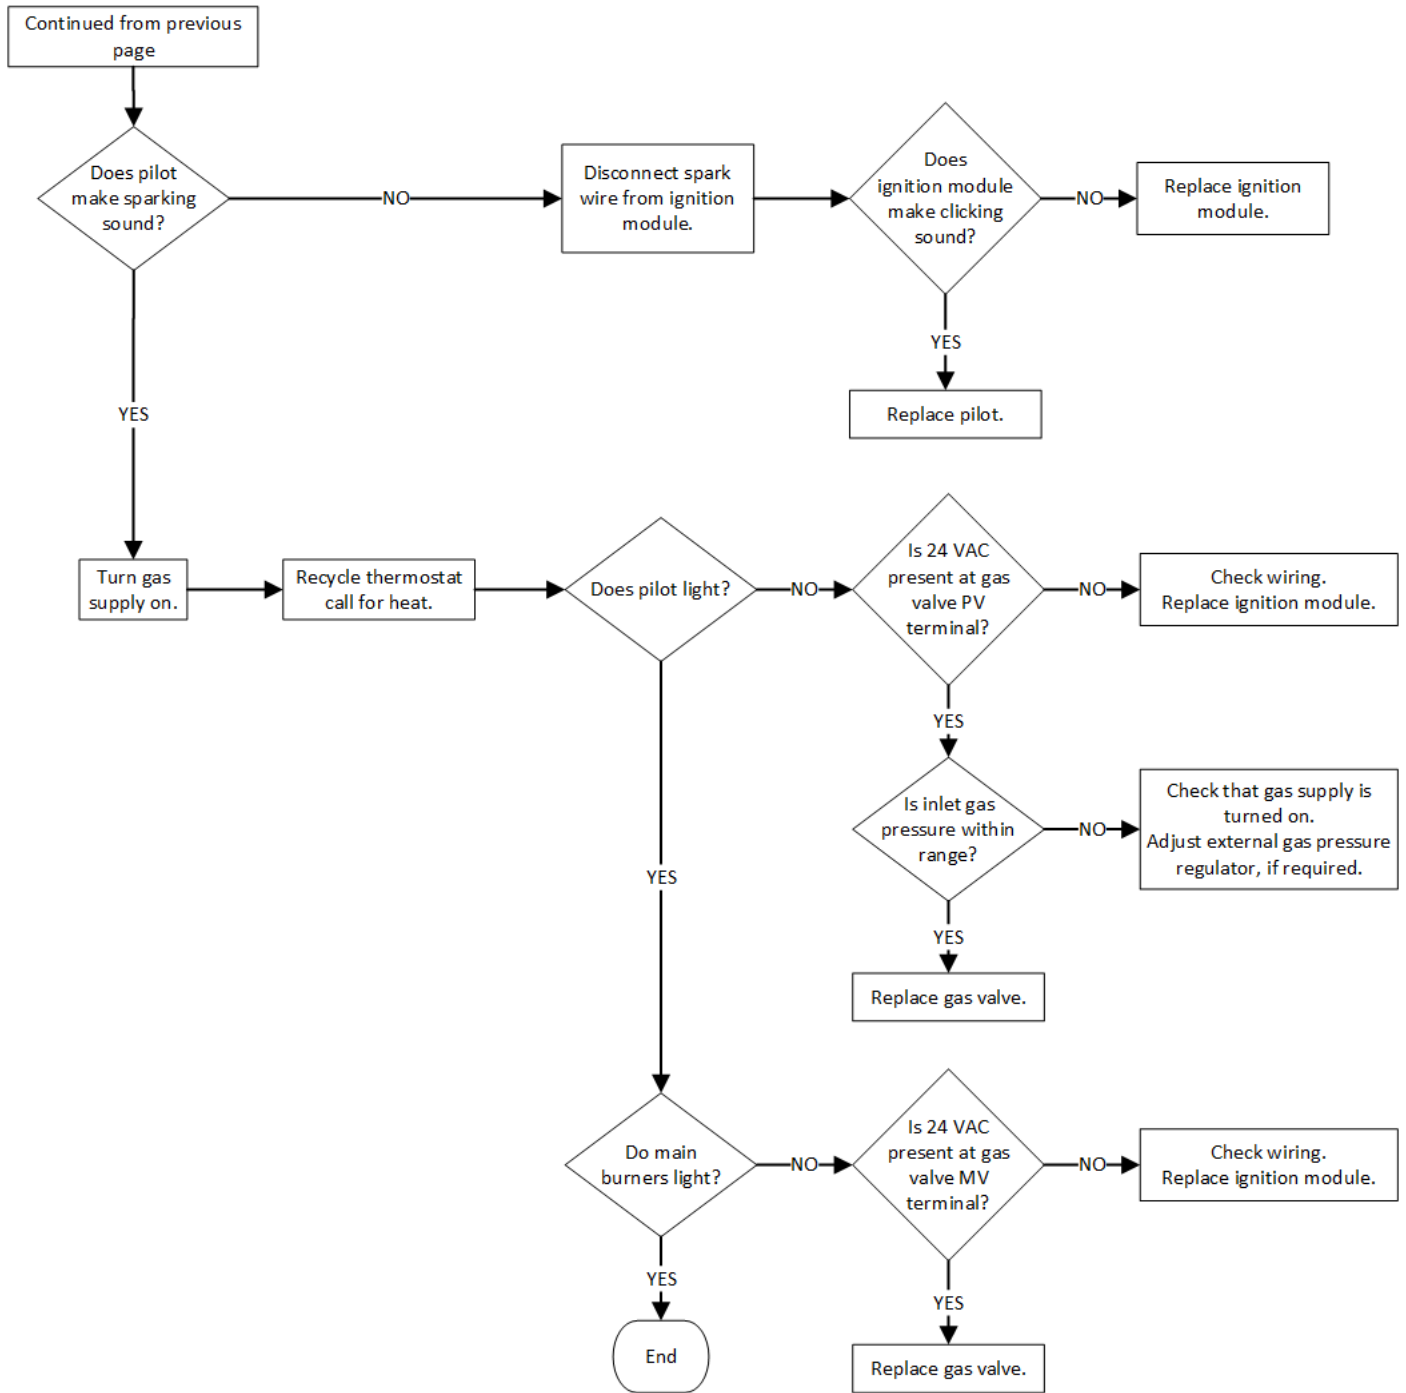 Continued from previous
page
Does pilot
make sparking
sound?
NO
Disconnect spark
wire from ignition
module.
Does
ignition module
make clicking
sound?
NO
Replace ignition
module.
YES
Replace pilot.
YES
Turn gas
supply on.
Recycle thermostat
call for heat.
Does pilot light?
NO
Is 24 VAC
present at gas
valve PV
terminal?
NO
Check wiring.
Replace ignition module.
YES
Is inlet gas
pressure within
range?
NO
Check that gas supply is
turned on.
Adjust external gas pressure
regulator, if required.
YES
Replace gas valve.
YES
Do main
burners light?
NO
Is 24 VAC
present at gas
valve MV
terminal?
NO
Check wiring.
Replace ignition module.
YES
Replace gas valve.
YES
End